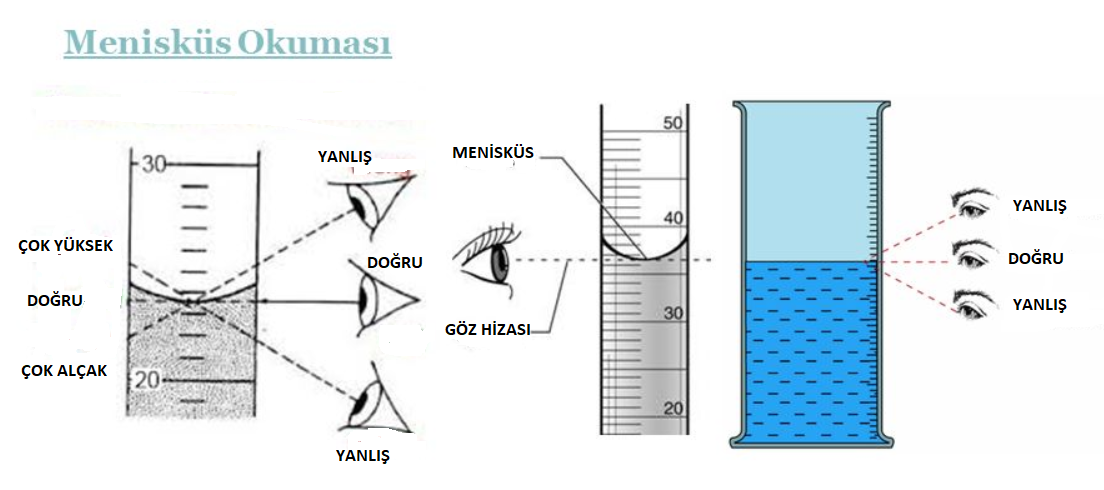 Menisküs Okuması
YANLIŞ
30
ÇOK YÜKSEK
DOĞRU
DOĞRU
ÇOK ALÇAK
20
YANLIŞ
50
MENİSKÜS
40
GÖZ HİZASI
30
20
YANLIŞ
DOĞRU
YANLIŞ